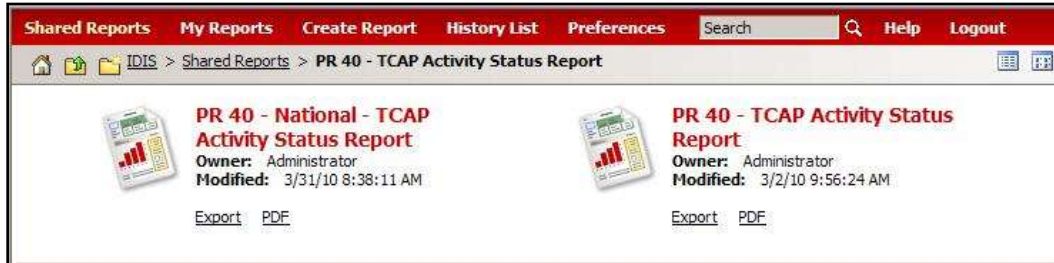 Shared Reports My Reports Create Report History List Preferences Search Help Logout
IDIS > Shared Reports > PR 40 - TCAP Activity Status Report
PR 40 - National - TCAP
Activity Status Report
Owner: Administrator
Modified: 3/31/10 8:38:11 AM
Export PDF
PR 40 - TCAP Activity Status
Report
Owner: Administrator
Modified: 3/2/10 9:56:24 AM
Export PDF